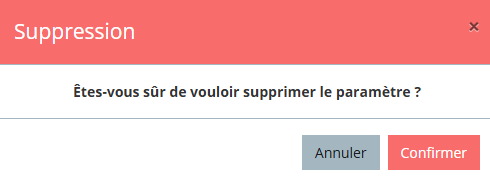 Suppression
×
Êtes-vous sûr de vouloir supprimer le paramètre ?
Annuler
Confirmer